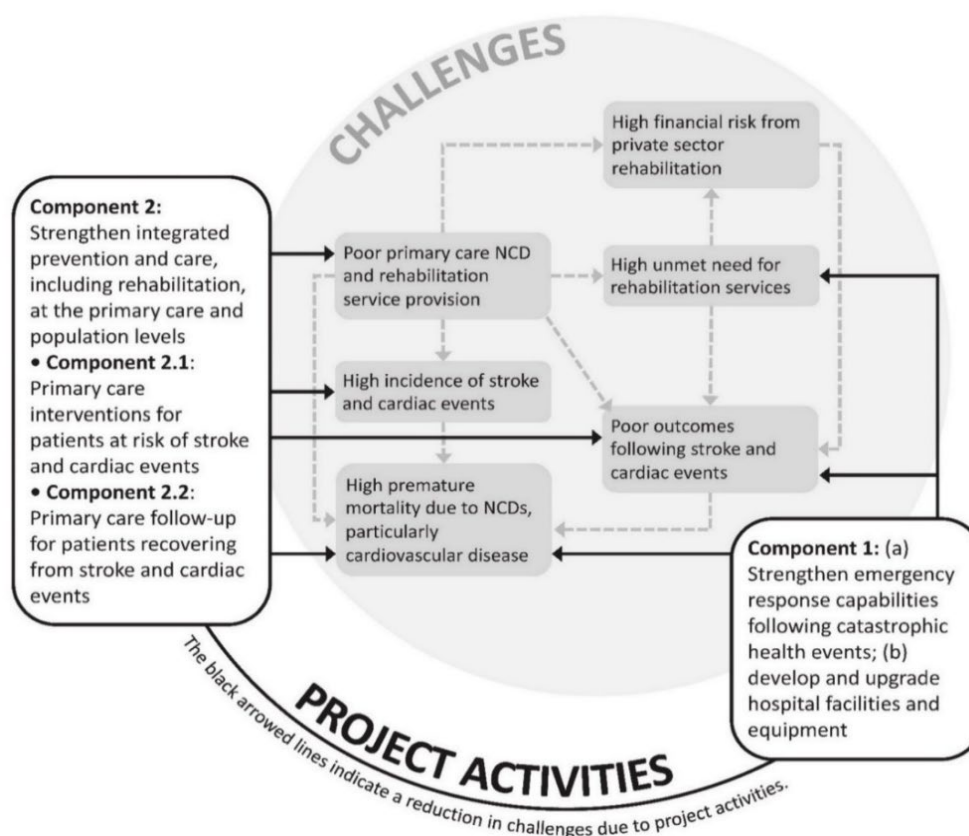 CHALLENGES
High financial risk from
private sector
rehabilitation
Component 2:
Strengthen integrated
prevention and care,
including rehabilitation,
at the primary care and
population levels
• Component 2.1:
Primary care
interventions for
patients at risk of stroke
and cardiac events
• Component 2.2:
Primary care follow-up
for patients recovering
from stroke and cardiac
events
Poor primary care NCD
and rehabilitation
service provision
High unmet need for
rehabilitation services
High incidence of stroke
and cardiac events
Poor outcomes
following stroke and
cardiac events
High premature
mortality due to NCDs,
particularly
cardiovascular disease
Component 1: (a)
Strengthen emergency
response capabilities
following catastrophic
health events; (b)
develop and upgrade
hospital facilities and
equipment
PROJECT ACTIVITIES
The black arrowed lines indicate a reduction in challenges due to project activities.